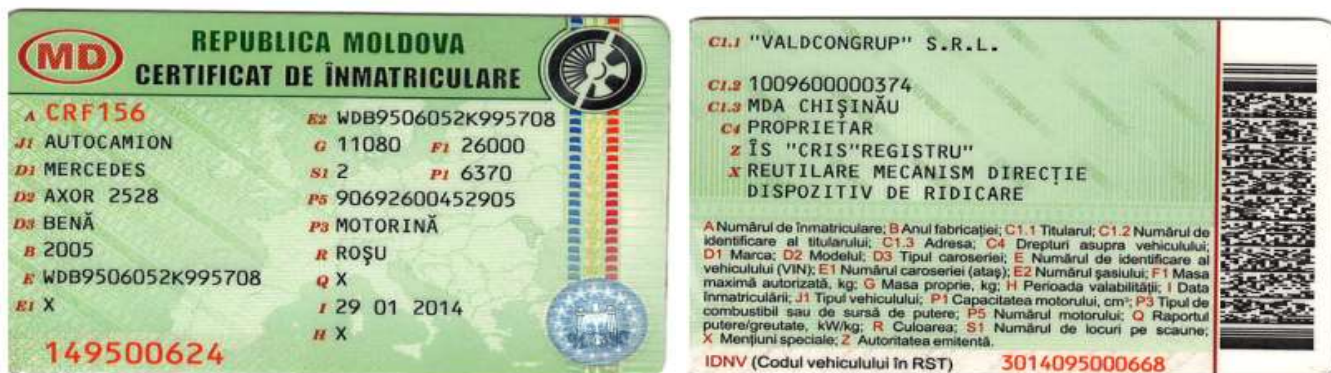 MD
REPUBLICA MOLDOVA
CERTIFICAT DE ÎNMATRICULARE
A CRF156
J1 AUTOCAMION
D1 MERCEDES
D2 AXOR 2528
D3 BENĂ
B 2005
E WDB9506052K995708
E1 X
149500624
E2 WDB9506052K995708
G 11080 F1 26000
S1 2 P1 6370
P5 90692600452905
P3 MOTORINĂ
R ROŞU
Q X
I 29 01 2014
H X
C1.1 "VALDCONGRUP" S.R.L.
C1.2 1009600000374
C1.3 MDA CHIŞINĂU
C4 PROPRIETAR
Z ÎS "CRIS"REGISTRU"
X REUTILARE MECANISM DIRECŢIE
DISPOZITIV DE RIDICARE
A Numărul de înmatriculare; B Anul fabricaţiei; C1.1 Titularul; C1.2 Numărul de
identificare al titularului; C1.3 Adresa; C4 Drepturi asupra vehiculului;
D1 Marca; D2 Modelul; D3 Tipul caroseriei; E Numărul de identificare al
vehiculului (VIN); E1 Numărul caroseriei (ataş); E2 Numărul şasiului; F1 Masa
maximă autorizată, kg; G Masa proprie, kg; H Perioada valabilităţii; I Data
înmatriculării; J1 Tipul vehiculului; P1 Capacitatea motorului, cm³; P3 Tipul de
combustibil sau de sursă de putere; P5 Numărul motorului; Q Raportul
putere/greutate, kW/kg; R Culoarea; S1 Numărul de locuri pe scaune;
X Menţiuni speciale; Z Autoritatea emitentă.
IDNV (Codul vehiculului în RST) 3014095000668